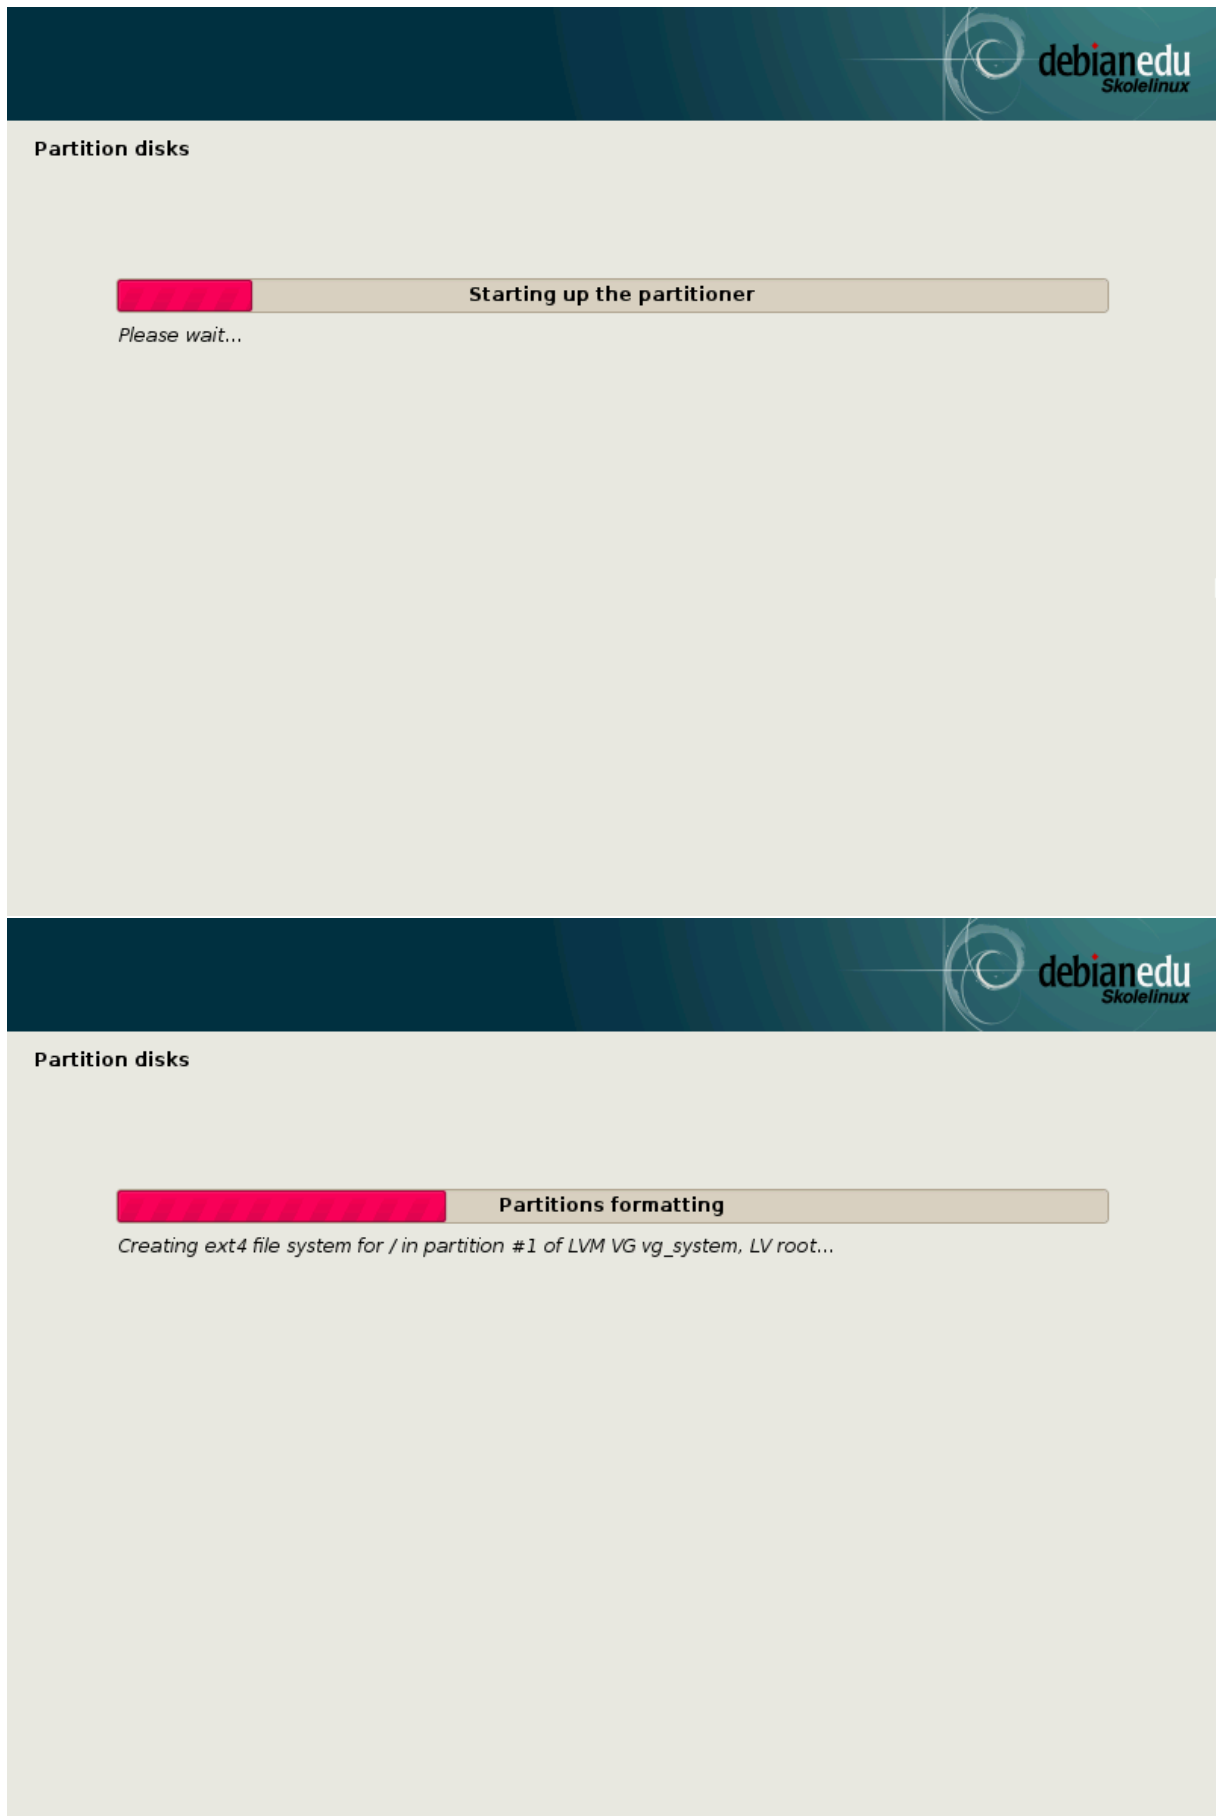 debianedu
Skolelinux
Partition disks
Starting up the partitioner
Please wait...
debianedu
Skolelinux
Partition disks
Partitions formatting
Creating ext4 file system for / in partition #1 of LVM VG vg_system, LV root...